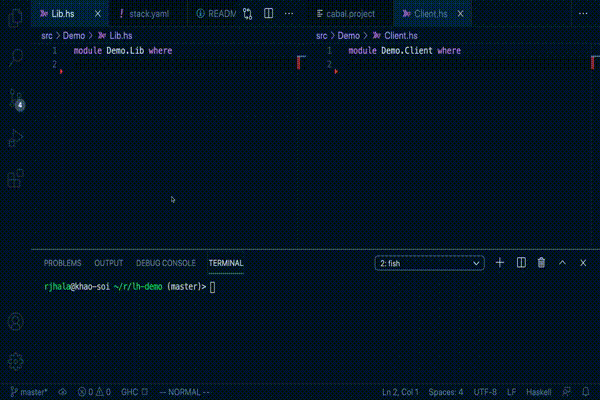 Lib.hs
stack.yaml
README
cabal.project
Client.hs
src > Demo > Lib.hs
src > Demo > Client.hs
1 module Demo.Lib where
2
1 module Demo.Client where
2
4
PROBLEMS OUTPUT DEBUG CONSOLE TERMINAL
2: fish
rjhala@khao-soi ~/r/lh-demo (master)>
master* 0 0 GHC -- NORMAL -- Ln 2, Col 1 Spaces: 4 UTF-8 LF Haskell